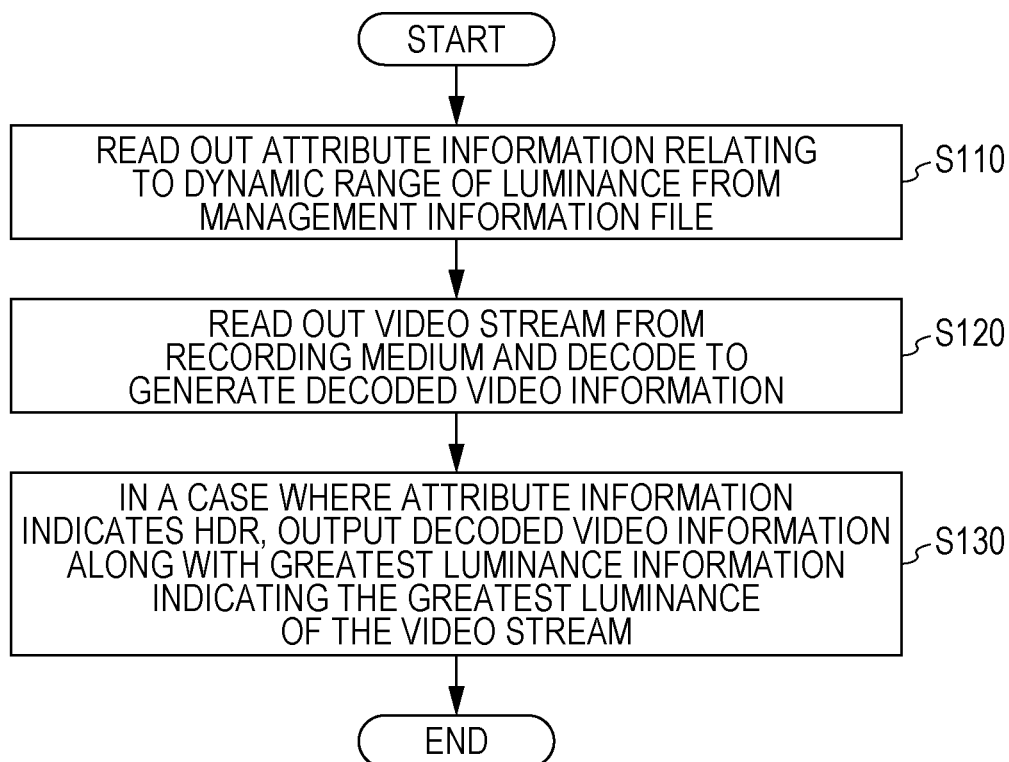 START
READ OUT ATTRIBUTE INFORMATION RELATING
TO DYNAMIC RANGE OF LUMINANCE FROM
MANAGEMENT INFORMATION FILE
S110
READ OUT VIDEO STREAM FROM
RECORDING MEDIUM AND DECODE TO
GENERATE DECODED VIDEO INFORMATION
S120
IN A CASE WHERE ATTRIBUTE INFORMATION
INDICATES HDR, OUTPUT DECODED VIDEO INFORMATION
ALONG WITH GREATEST LUMINANCE INFORMATION
INDICATING THE GREATEST LUMINANCE
OF THE VIDEO STREAM
S130
END